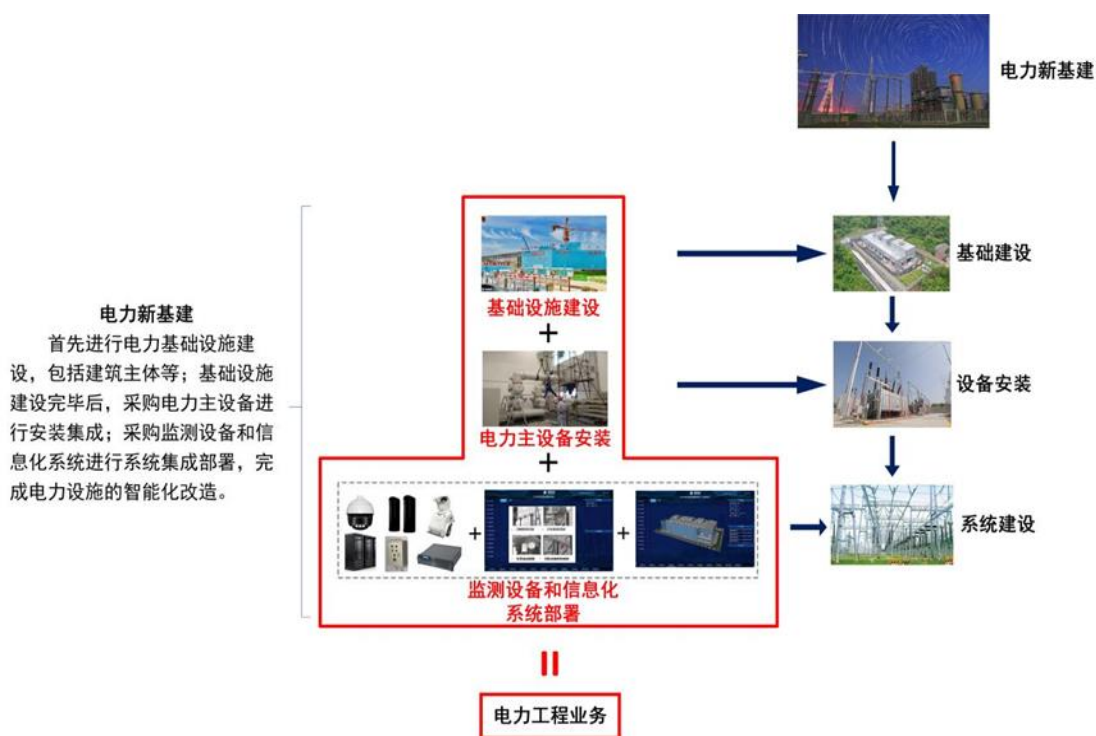 电力新基建
基础建设
设备安装
系统建设
电力新基建
首先进行电力基础设施建
设，包括建筑主体等；基础设施
建设完毕后，采购电力主设备进
行安装集成；采购监测设备和信
息化系统进行系统集成部署，完
成电力设施的智能化改造。
基础设施建设
+
电力主设备安装
+
+
+
监测设备和信息化
系统部署
电力工程业务